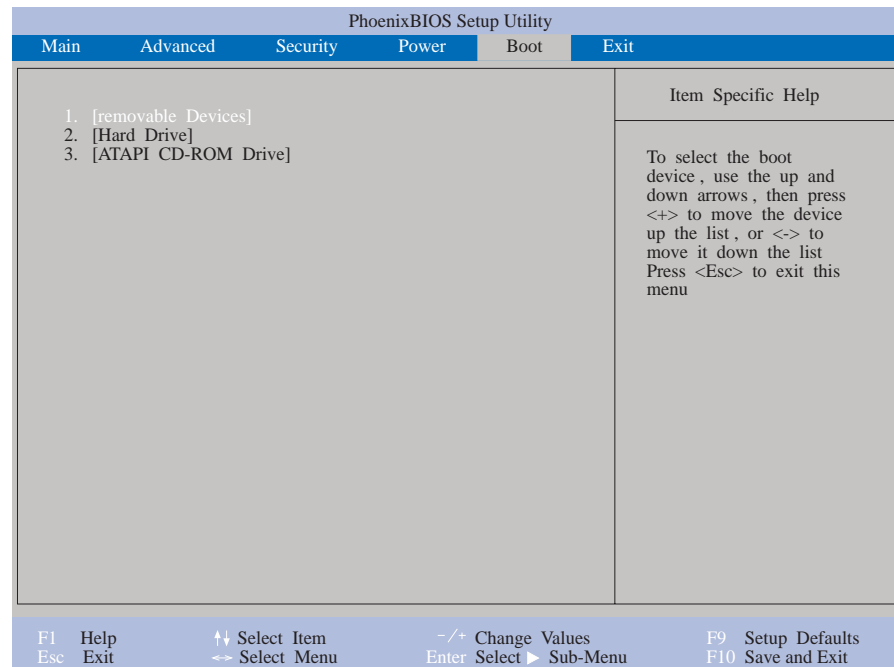 PhoenixBIOS Setup Utility
Main Advanced Security Power Boot Exit
1. [removable Devices]
2. [Hard Drive]
3. [ATAPI CD-ROM Drive]
Item Specific Help
To select the boot
device , use the up and
down arrows , then press
<+> to move the device
up the list , or <-> to
move it down the list
Press <Esc> to exit this
menu
F1 Help ↑↓ Select Item -/+ Change Values F9 Setup Defaults
Esc Exit ↔ Select Menu Enter Select ▶ Sub-Menu F10 Save and Exit